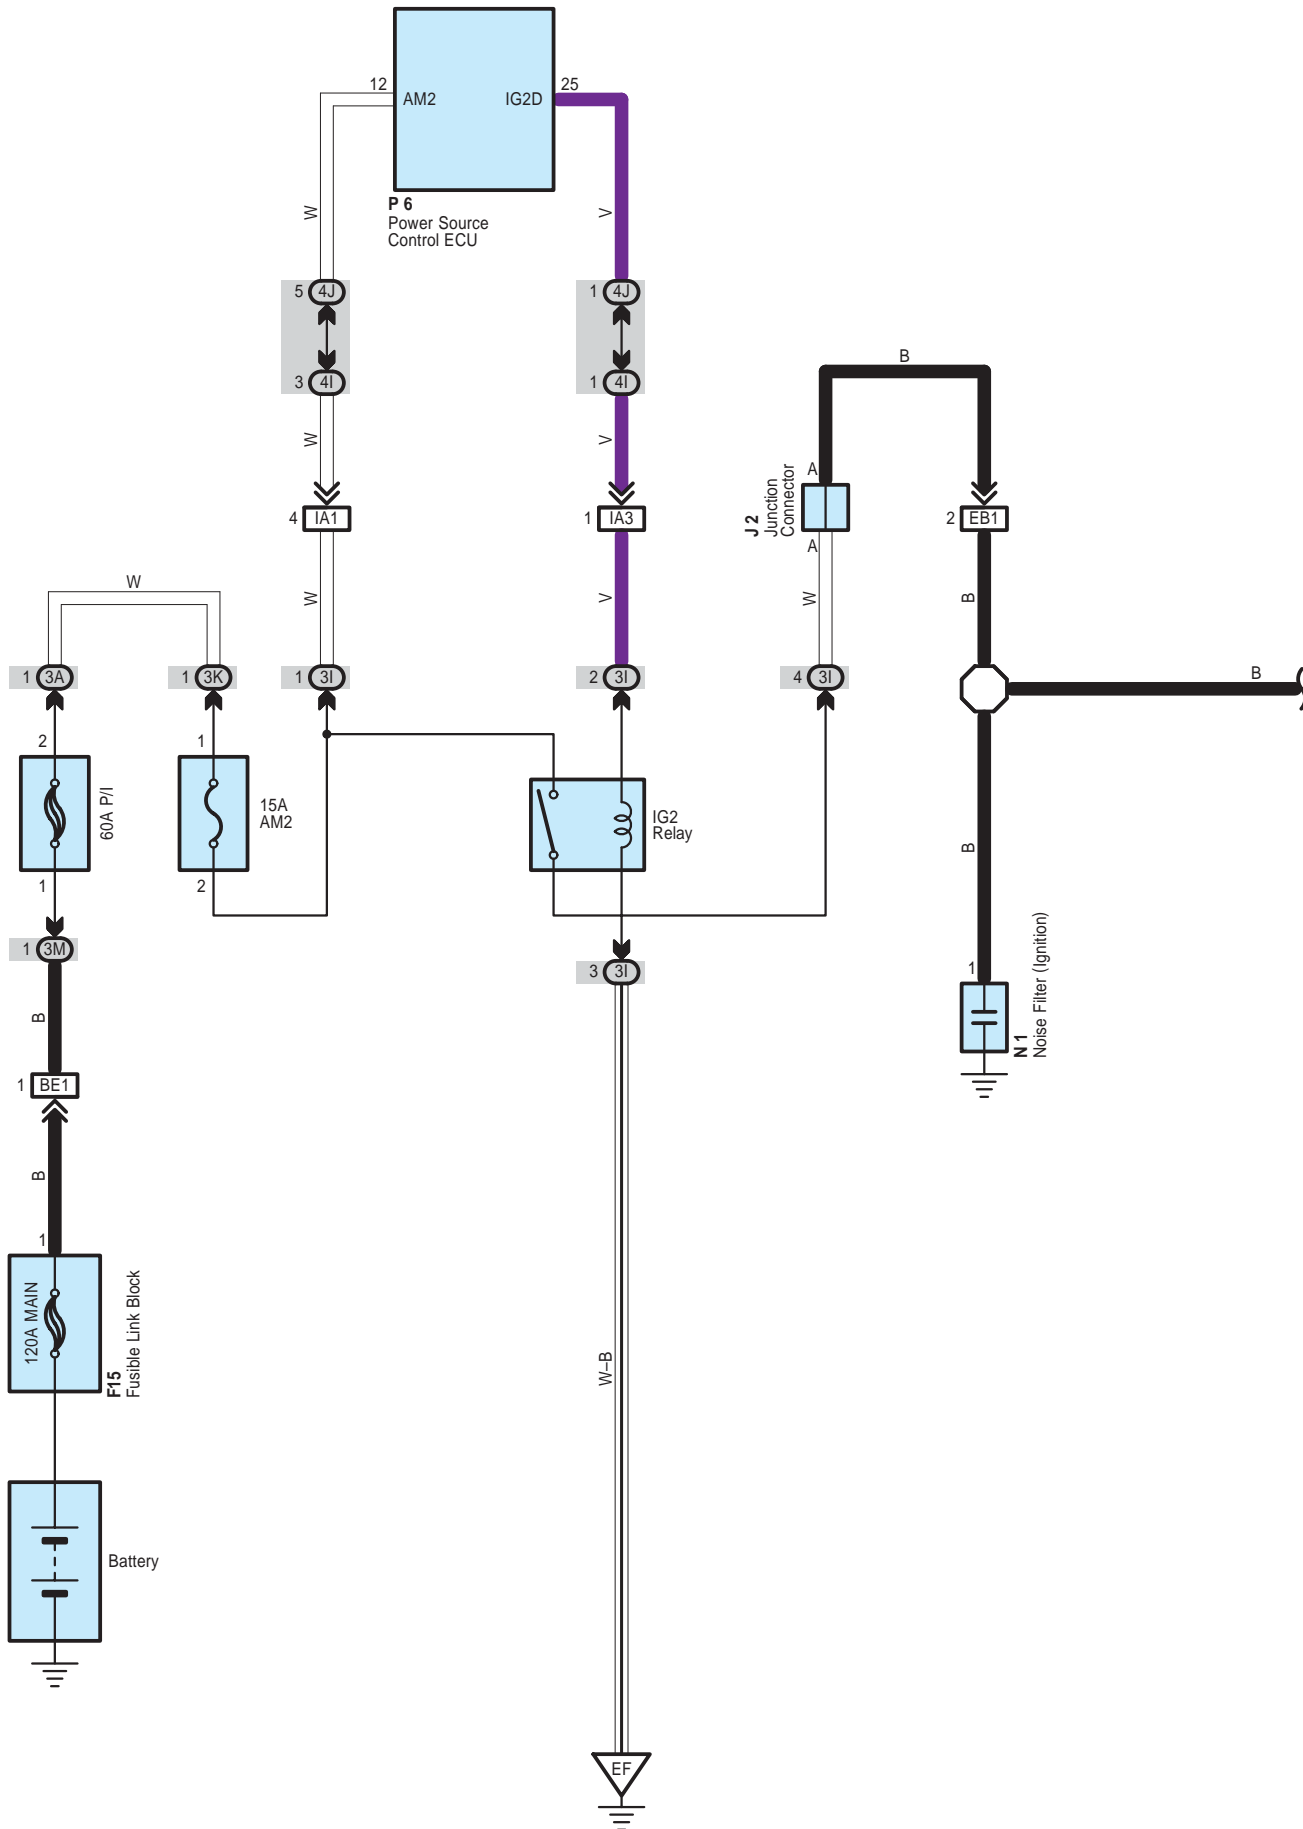 12
AM2
IG2D
25
P 6
Power Source
Control ECU
W
V
5 4J
1 4J
3 4I
1 4I
B
W
V
A
J 2
Junction
Connector
4 IA1
1 IA3
2 EB1
A
W
W
V
W
B
1 3A
1 3K
1 3I
2 3I
4 3I
B
2
1
60A P/I
15A
AM2
IG2
Relay
B
1
2
1 3M
3 3I
1
N 1
Noise Filter (Ignition)
B
1 BE1
B
1
120A MAIN
F15
Fusible Link Block
W–B
Battery
EF